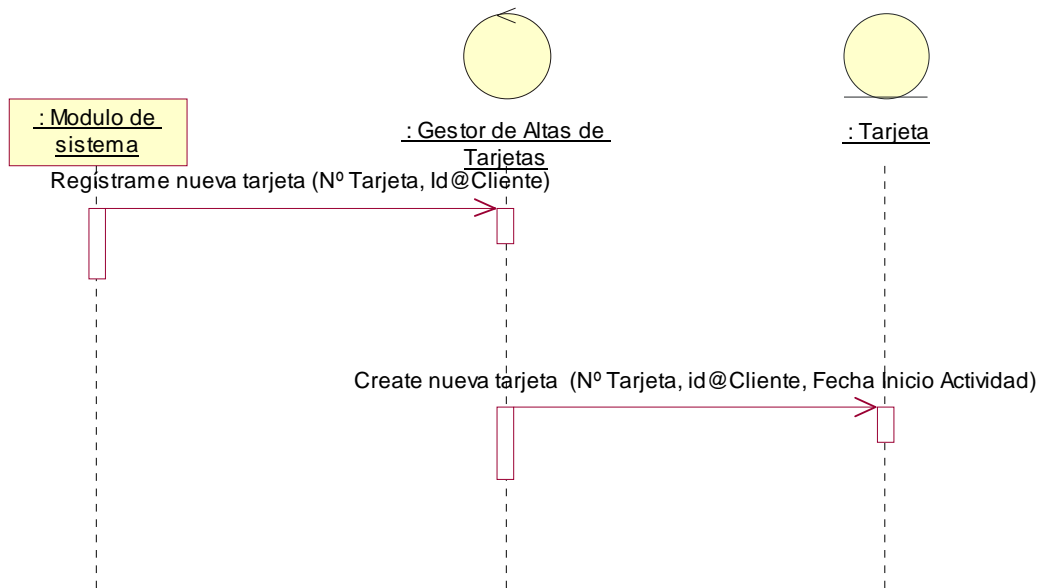 : Modulo de
sistema
: Gestor de Altas de
Tarjetas
: Tarjeta
Regístrame nueva tarjeta (Nº Tarjeta, Id@Cliente)
Create nueva tarjeta (Nº Tarjeta, id@Cliente, Fecha Inicio Actividad)